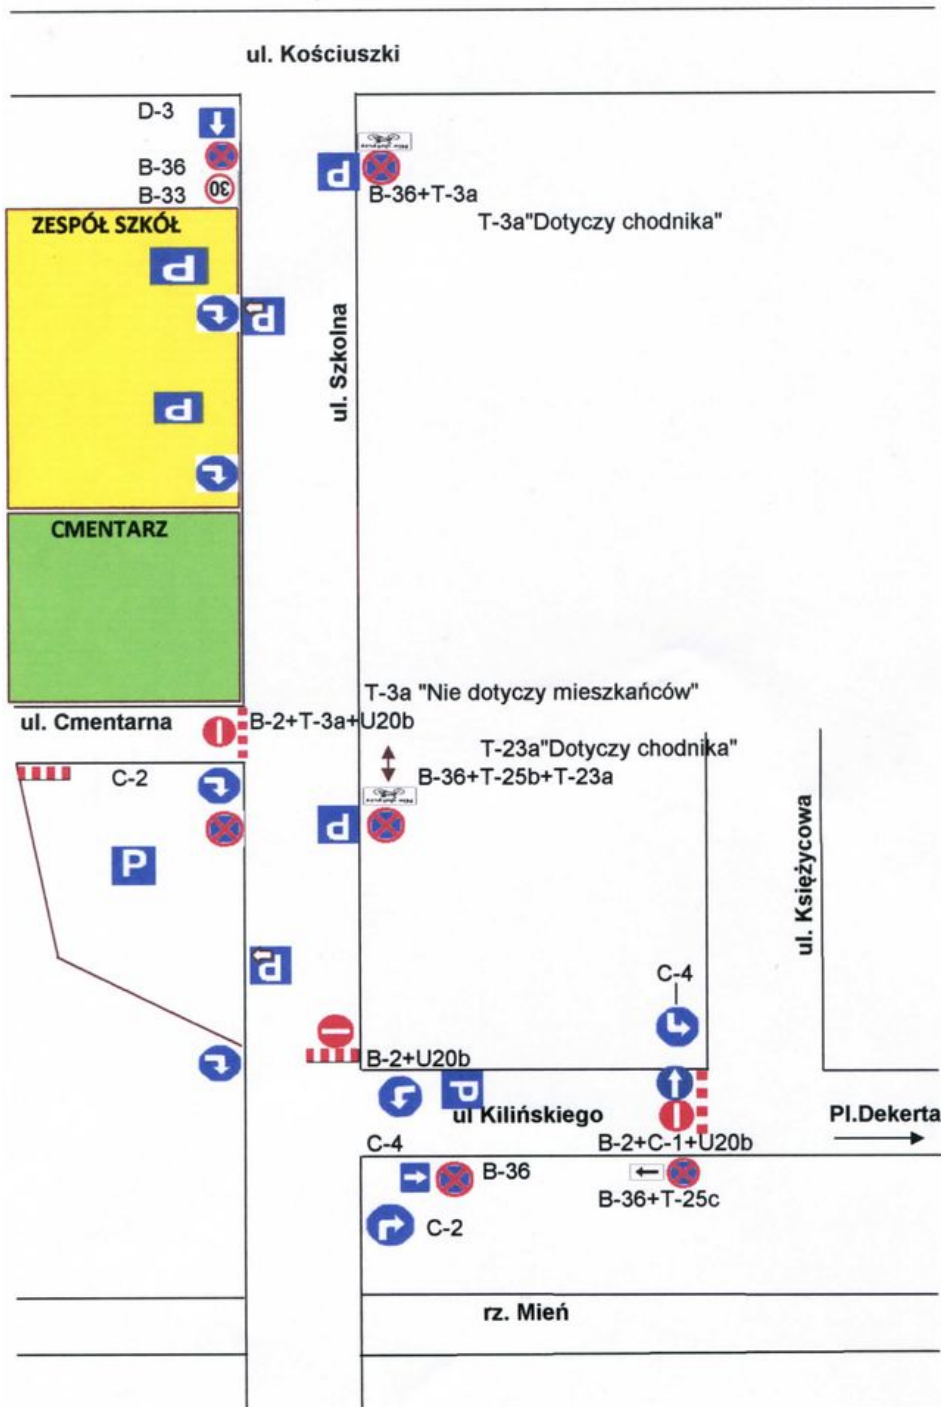 ul. Kościuszki
D-3
B-36
B-33
30
P
B-36+T-3a
T-3a"Dotyczy chodnika"
ZESPÓŁ SZKÓŁ
P
P
ul. Szkolna
P
CMENTARZ
T-3a "Nie dotyczy mieszkańców"
ul. Cmentarna
B-2+T-3a+U20b
T-23a"Dotyczy chodnika"
C-2
B-36+T-25b+T-23a
P
P
ul. Księżycowa
P
C-4
B-2+U20b
P
ul Kilińskiego
Pl.Dekerta
C-4
B-2+C-1+U20b
B-36
B-36+T-25c
C-2
rz. Mień